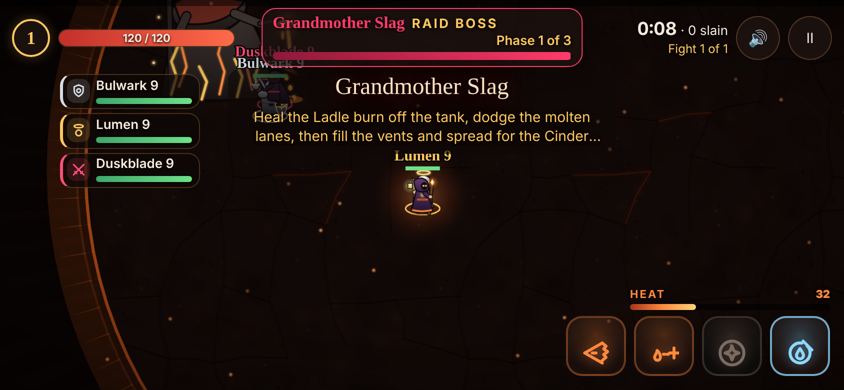 1
120 / 120
Bulwark 9
Lumen 9
Duskblade 9
Duskblade 9
Bulwark 9
Grandmother Slag RAID BOSS
Phase 1 of 3
Grandmother Slag
Heal the Ladle burn off the tank, dodge the molten
lanes, then fill the vents and spread for the Cinder...
Lumen 9
0:08 · 0 slain
Fight 1 of 1
HEAT 32